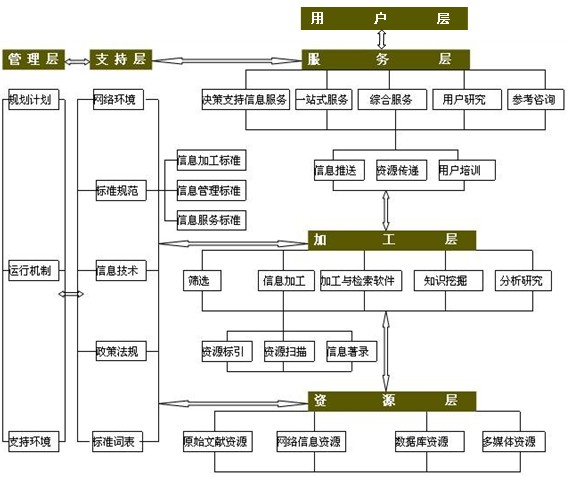 用户层
管理层
支持层
服务层
规划计划
网络环境
决策支持信息服务
一站式服务
综合服务
用户研究
参考咨询
信息加工标准
信息推送
资源传递
用户培训
标准规范
信息管理标准
信息服务标准
加工层
运行机制
信息技术
筛选
信息加工
加工与检索软件
知识挖掘
分析研究
政策法规
资源标引
资源扫描
信息著录
资源层
支持环境
标准词表
原始文献资源
网络信息资源
数据库资源
多媒体资源